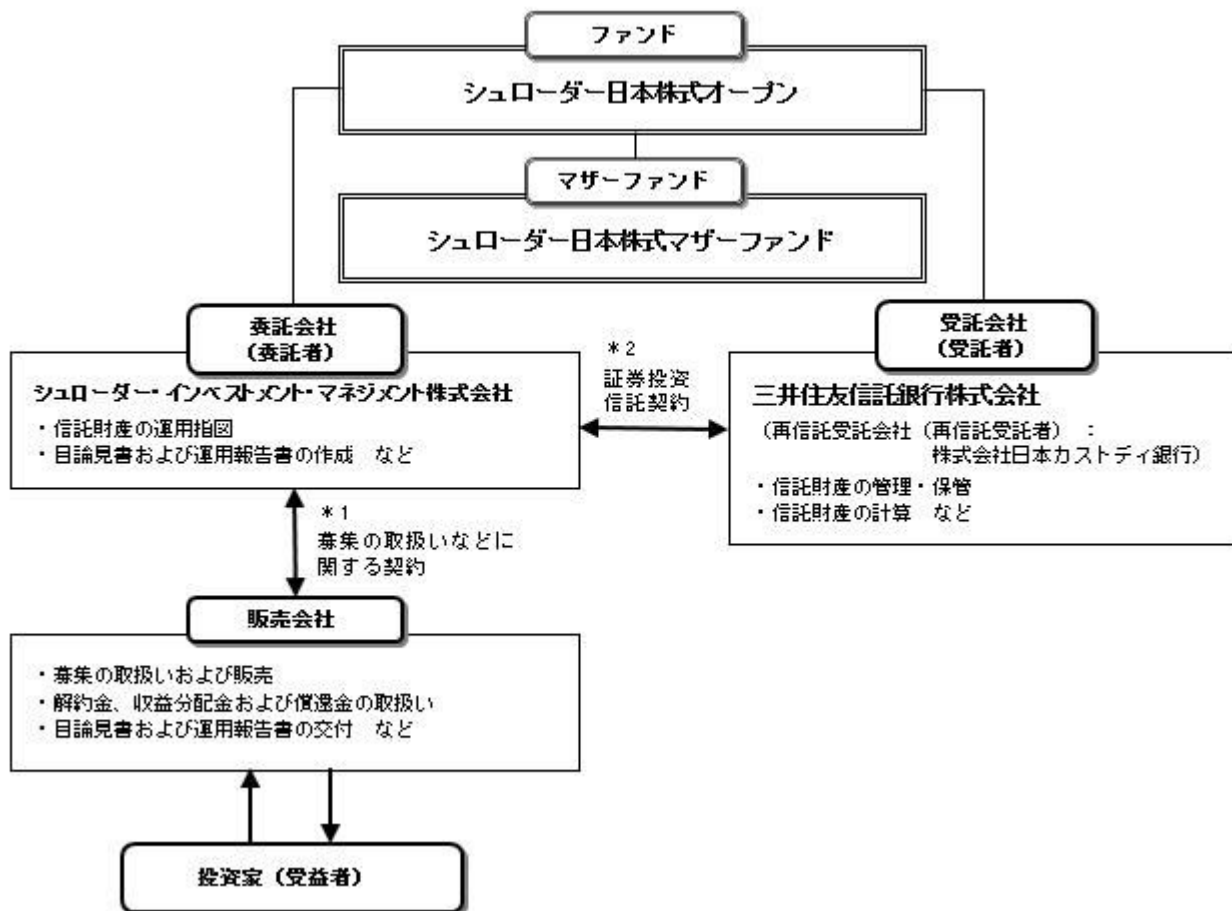 ファンド
シュローダー日本株式オープン
マザーファンド
シュローダー日本株式マザーファンド
委託会社
（委託者）
シュローダー・インベストメント・マネジメント株式会社
・信託財産の運用指図
・目論見書および運用報告書の作成　など
＊2
証券投資
信託契約
受託会社
（受託者）
三井住友信託銀行株式会社
（再信託受託会社（再信託受託者）　：
株式会社日本カストディ銀行）
・信託財産の管理・保管
・信託財産の計算　など
＊1
募集の取扱いなどに
関する契約
販売会社
・募集の取扱いおよび販売
・解約金、収益分配金および償還金の取扱い
・目論見書および運用報告書の交付　など
投資家（受益者）